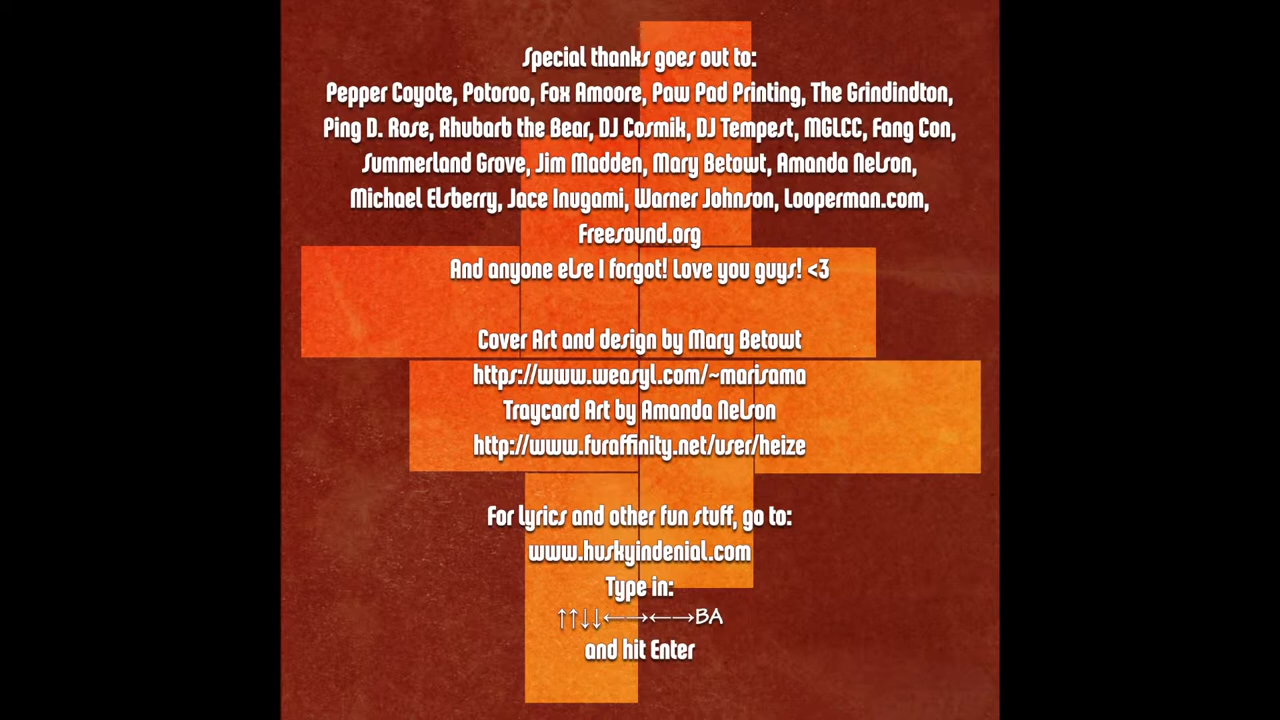 Special thanks goes out to:
Pepper Coyote, Potoroo, Fox Amoore, Paw Pad Printing, The Grindindton,
Ping D. Rose, Rhubarb the Bear, DJ Cosmik, DJ Tempest, MGLCC, Fang Con,
Summerland Grove, Jim Madden, Mary Betowt, Amanda Nelson,
Michael Elsberry, Jace Inugami, Warner Johnson, Looperman.com,
Freesound.org
And anyone else I forgot! Love you guys! <3
Cover Art and design by Mary Betowt
https://www.weasyl.com/~marisama
Traycard Art by Amanda Nelson
http://www.furaffinity.net/user/heize
For lyrics and other fun stuff, go to:
www.huskyindenial.com
Type in:
↑↑↓↓←→←→BA
and hit Enter